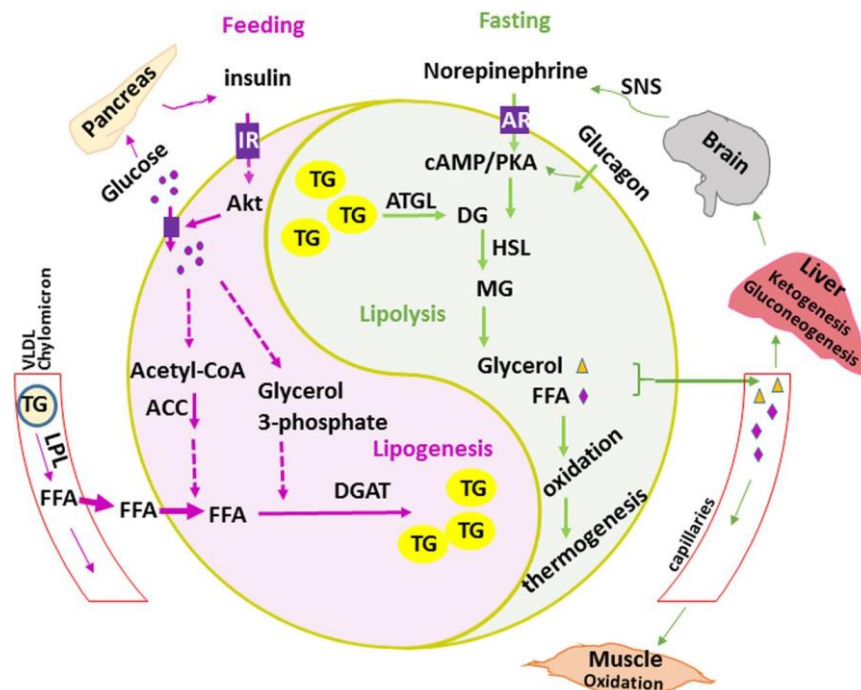 Feeding
Fasting
Pancreas
insulin
Norepinephrine
SNS
IR
AR
Brain
Glucose
Akt
cAMP/PKA
Glucagon
TG
TG
TG
ATGL
DG
HSL
MG
Lipolysis
Liver
Ketogenesis
Gluconeogenesis
VLDL
Chylomicron
TG
LPL
FFA
FFA
FFA
Acetyl-CoA
ACC
Glycerol
3-phosphate
Lipogenesis
DGAT
TG
TG
TG
Glycerol
FFA
oxidation
thermogenesis
capillaries
Muscle
Oxidation